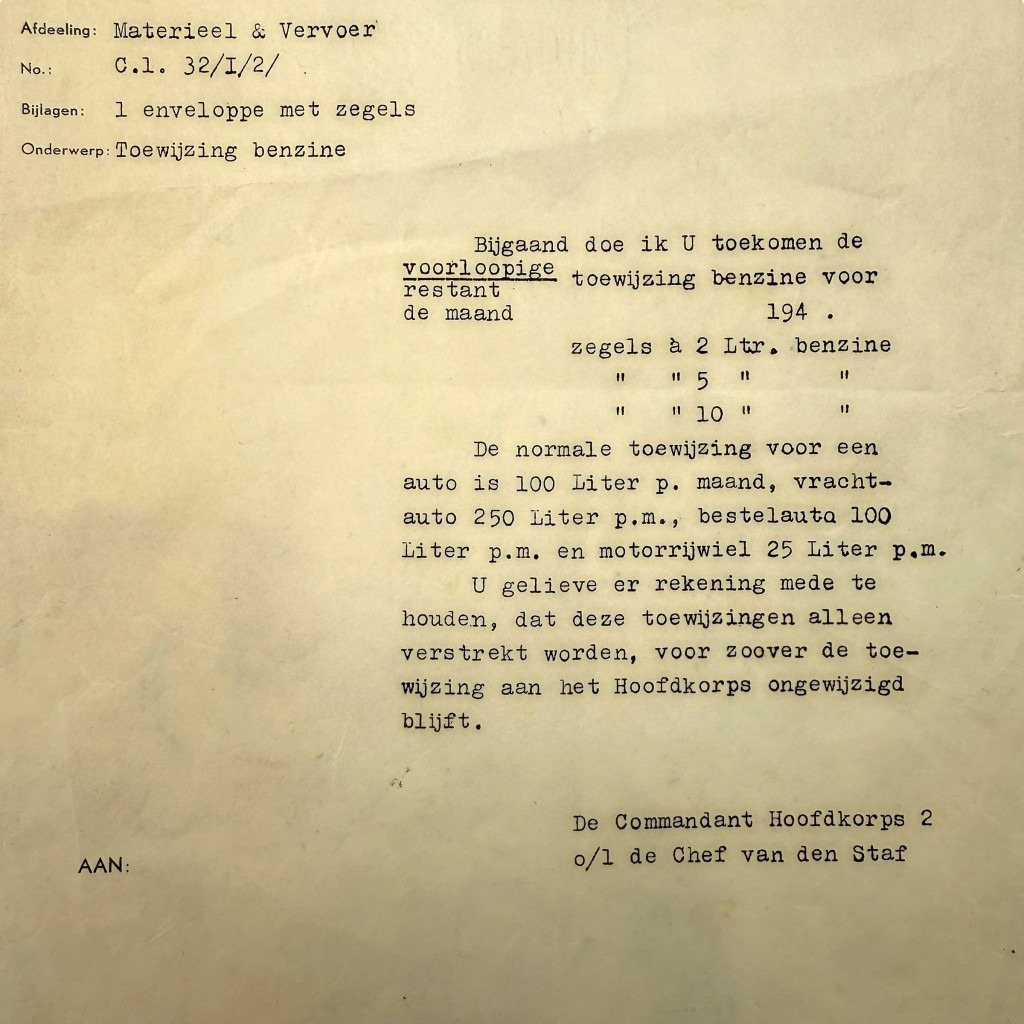 Afdeeling: Materieel & Vervoer
No.: C.l. 32/I/2/ .
Bijlagen: 1 enveloppe met zegels
Onderwerp: Toewijzing benzine
Bijgaand doe ik U toekomen de
voorloopige
restant toewijzing benzine voor
de maand 194 .
zegels à 2 Ltr. benzine
" " 5 " "
" " 10 " "
De normale toewijzing voor een
auto is 100 Liter p. maand, vracht-
auto 250 Liter p.m., bestelauto 100
Liter p.m. en motorrijwiel 25 Liter p.m.
U gelieve er rekening mede te
houden, dat deze toewijzingen alleen
verstrekt worden, voor zoover de toe-
wijzing aan het Hoofdkorps ongewijzigd
blijft.
De Commandant Hoofdkorps 2
o/l de Chef van den Staf
AAN: